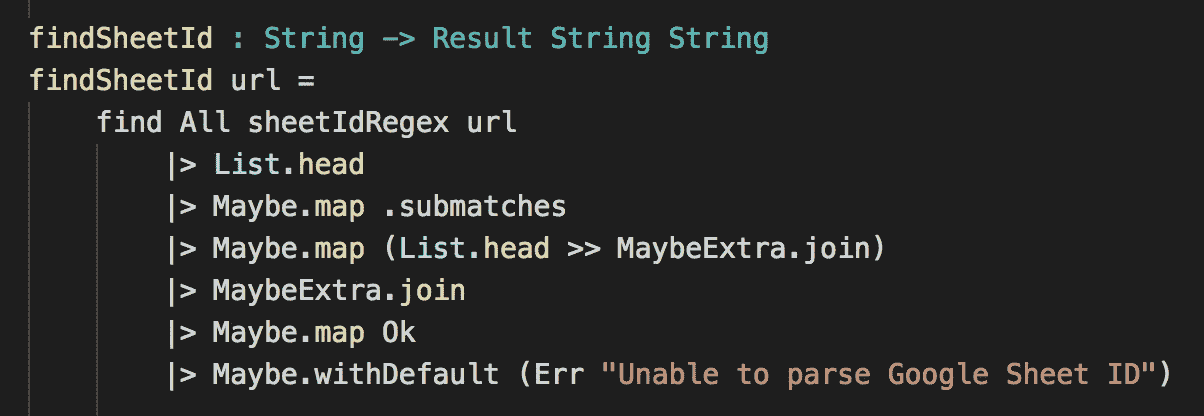 findSheetId : String -> Result String String
findSheetId url =
    find All sheetIdRegex url
        |> List.head
        |> Maybe.map .submatches
        |> Maybe.map (List.head >> MaybeExtra.join)
        |> MaybeExtra.join
        |> Maybe.map Ok
        |> Maybe.withDefault (Err "Unable to parse Google Sheet ID")